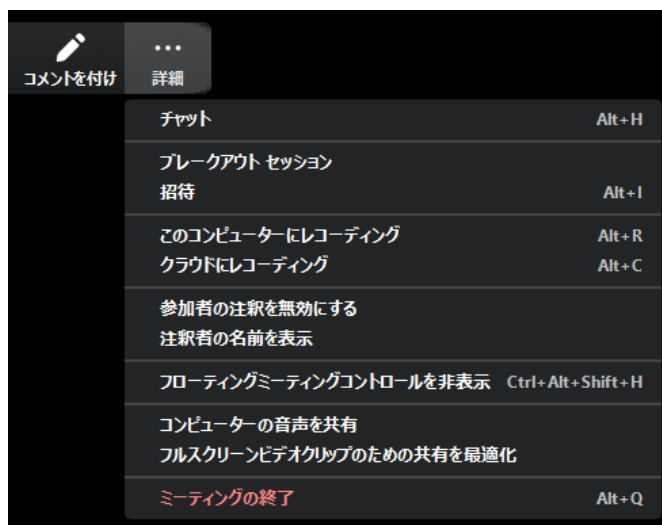 コメントを付け
詳細
チャット Alt+H
ブレークアウト セッション
招待 Alt+I
このコンピューターにレコーディング Alt+R
クラウドにレコーディング Alt+C
参加者の注釈を無効にする
注釈者の名前を表示
フローティングミーティングコントロールを非表示 Ctrl+Alt+Shift+H
コンピューターの音声を共有
フルスクリーンビデオクリップのための共有を最適化
ミーティングの終了 Alt+Q